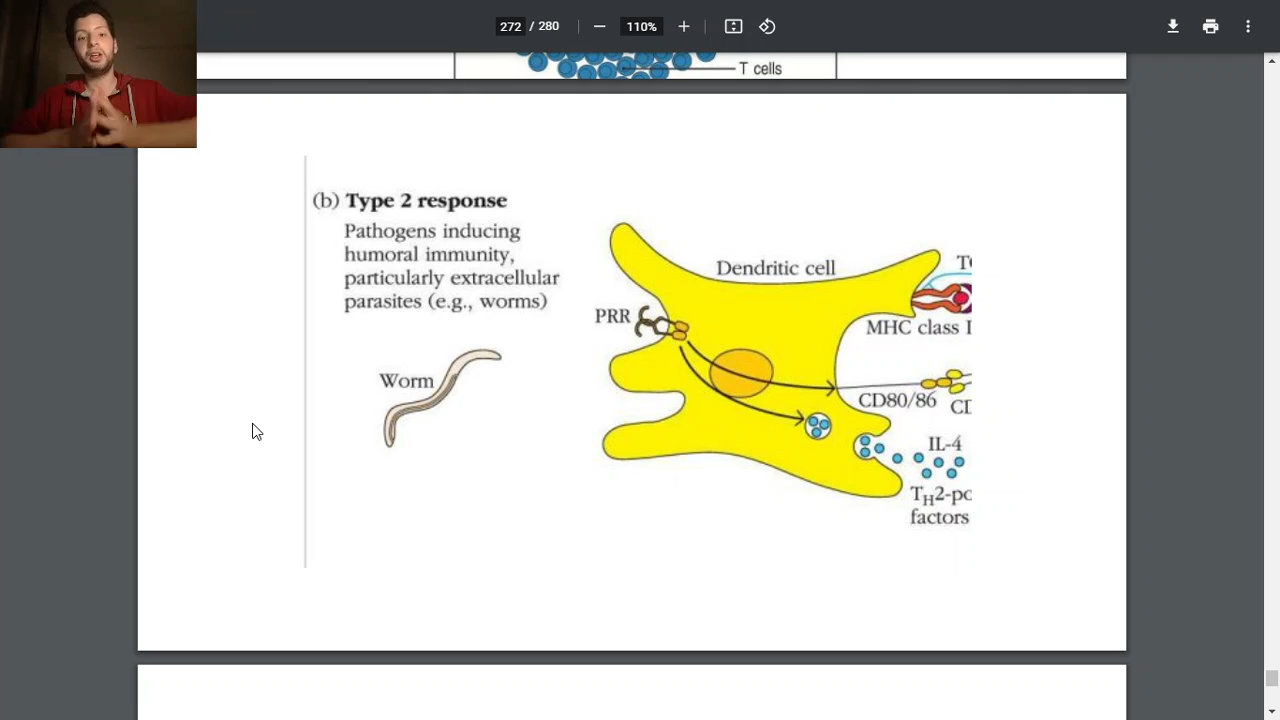 272 / 280
110%
T cells
(b) Type 2 response
Pathogens inducing
humoral immunity,
particularly extracellular
parasites (e.g., worms)
Dendritic cell
PRR
MHC class
Worm
CD80/86
IL-4
factors